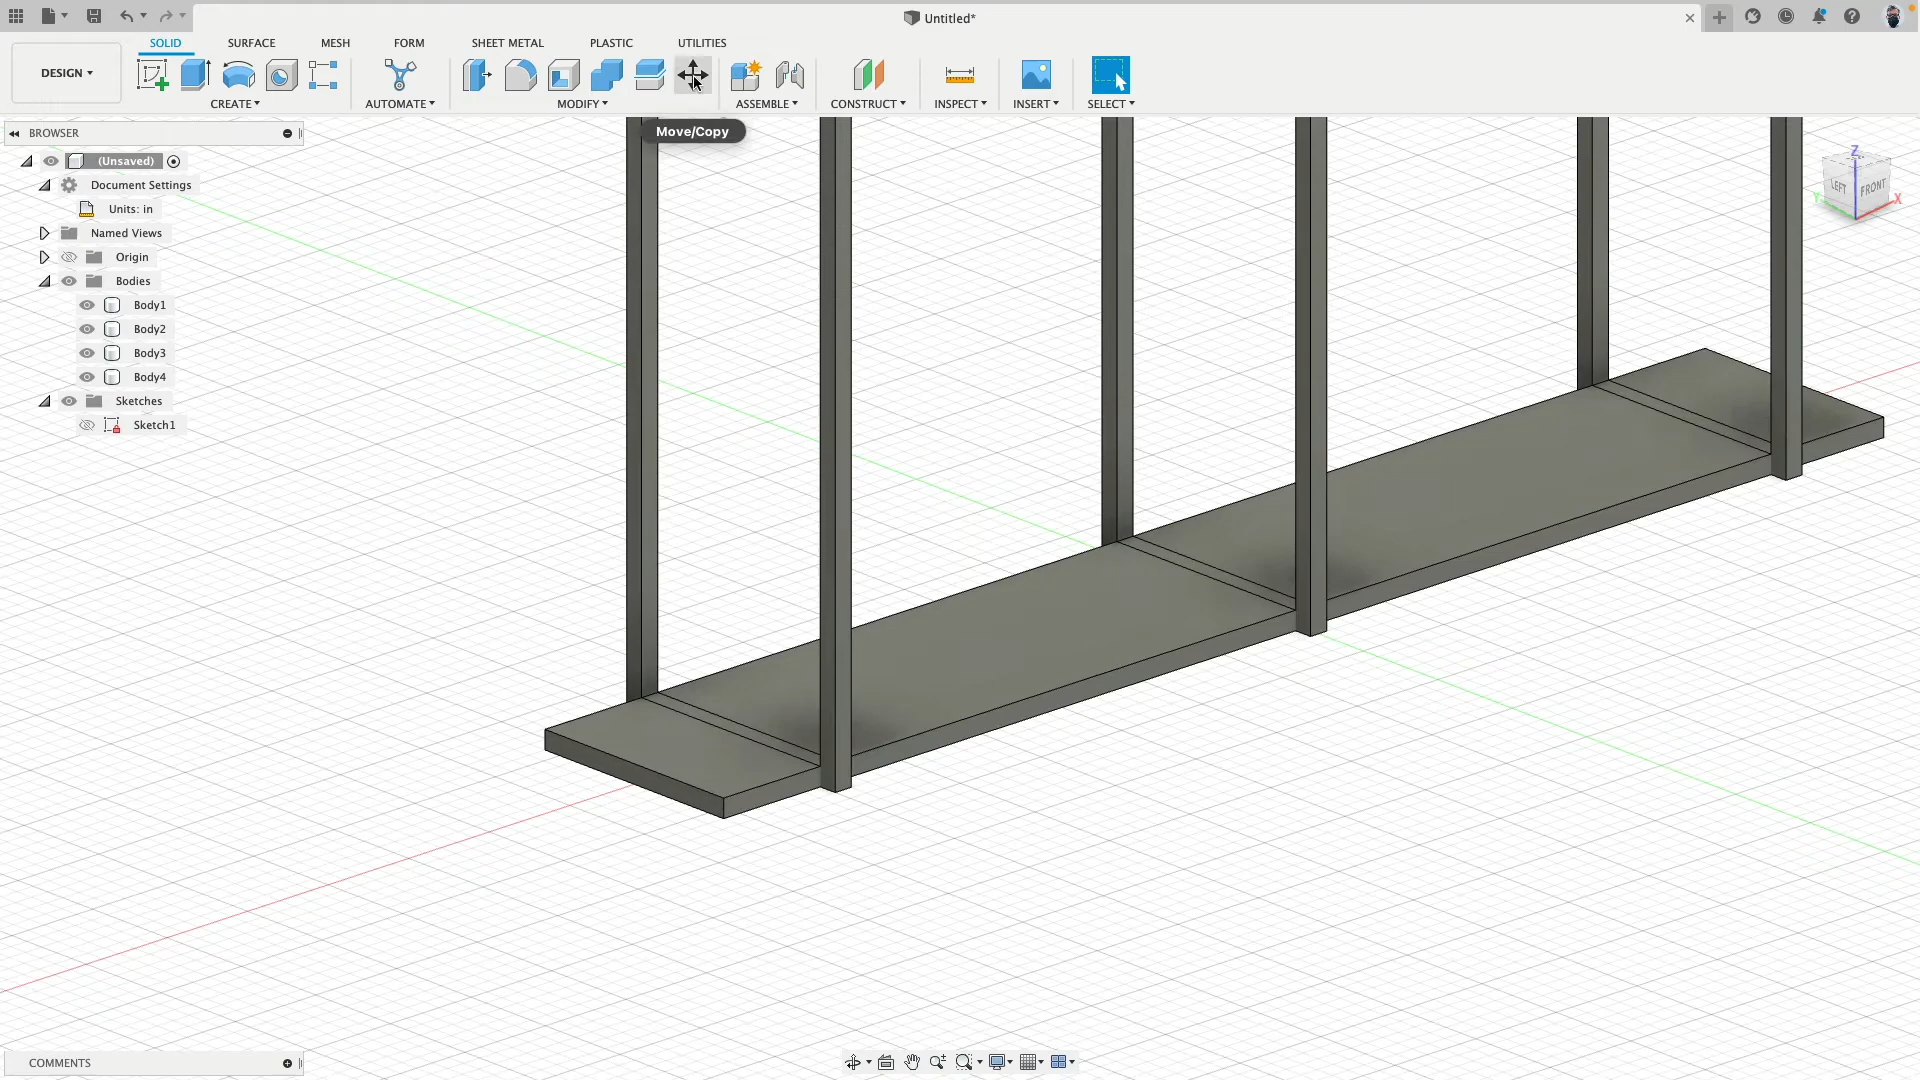 Untitled*
SOLID SURFACE MESH FORM SHEET METAL PLASTIC UTILITIES
DESIGN
CREATE AUTOMATE MODIFY ASSEMBLE CONSTRUCT INSPECT INSERT SELECT
Move/Copy
BROWSER
(Unsaved)
Document Settings
Units: in
Named Views
Origin
Bodies
Body1
Body2
Body3
Body4
Sketches
Sketch1
Z
LEFT FRONT
Y X
COMMENTS